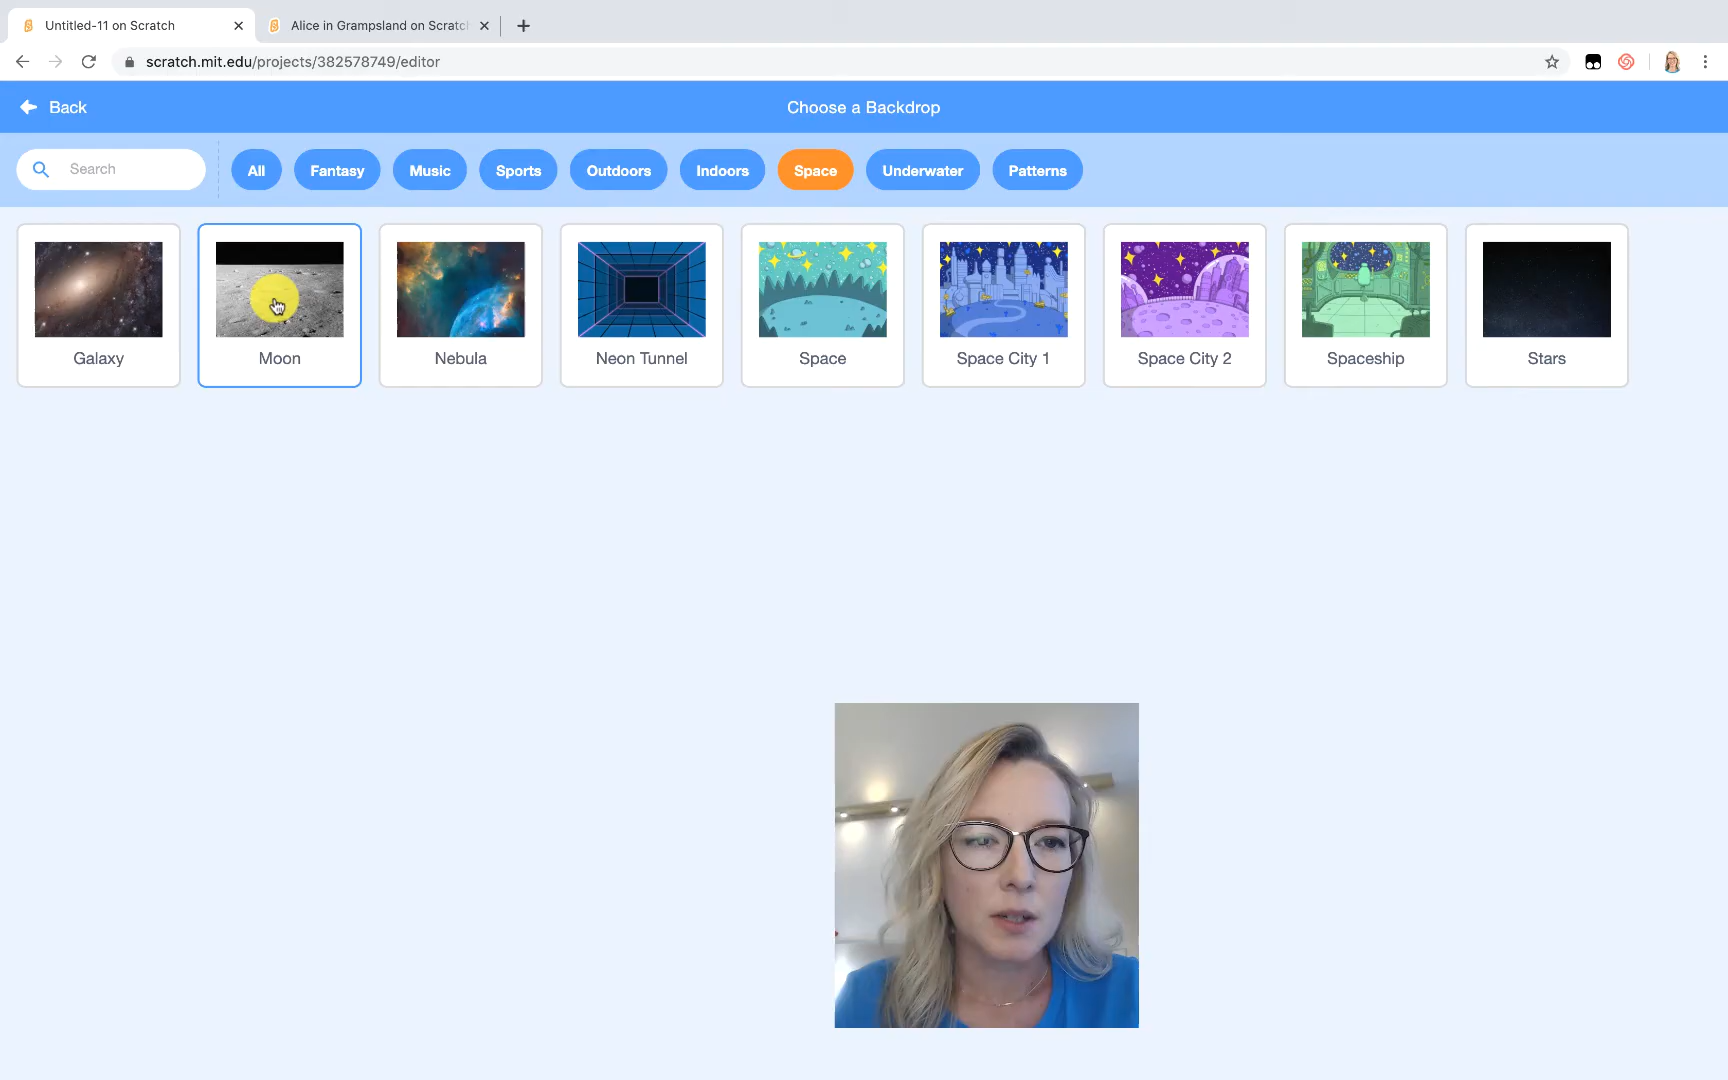 Untitled-11 on Scratch
Alice in Grampsland on Scratc
scratch.mit.edu/projects/382578749/editor
Back
Choose a Backdrop
Search
All
Fantasy
Music
Sports
Outdoors
Indoors
Space
Underwater
Patterns
Galaxy
Moon
Nebula
Neon Tunnel
Space
Space City 1
Space City 2
Spaceship
Stars